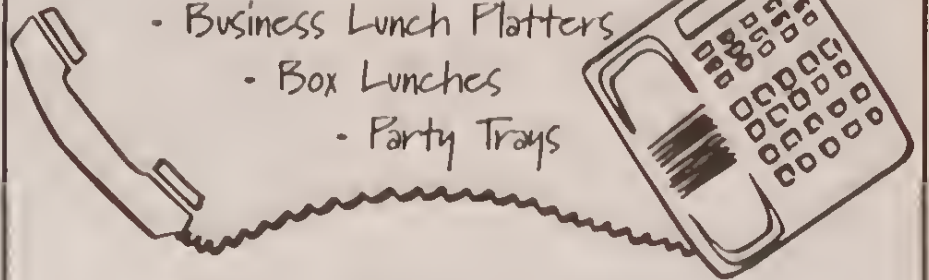 • Business Lunch Platters
• Box Lunches
• Party Trays